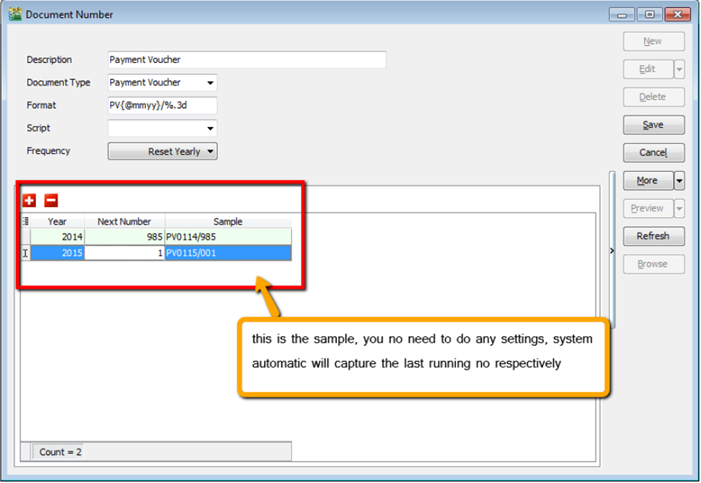 Document Number
New
Description Payment Voucher
Edit
Document Type Payment Voucher
Format PV{@mmyy}/%.3d
Delete
Script
Save
Frequency Reset Yearly
Cancel
More
Preview
Year Next Number Sample
2014 985 PV0114/985
Refresh
2015 1 PV0115/001
Browse
this is the sample, you no need to do any settings, system
automatic will capture the last running no respectively
Count = 2